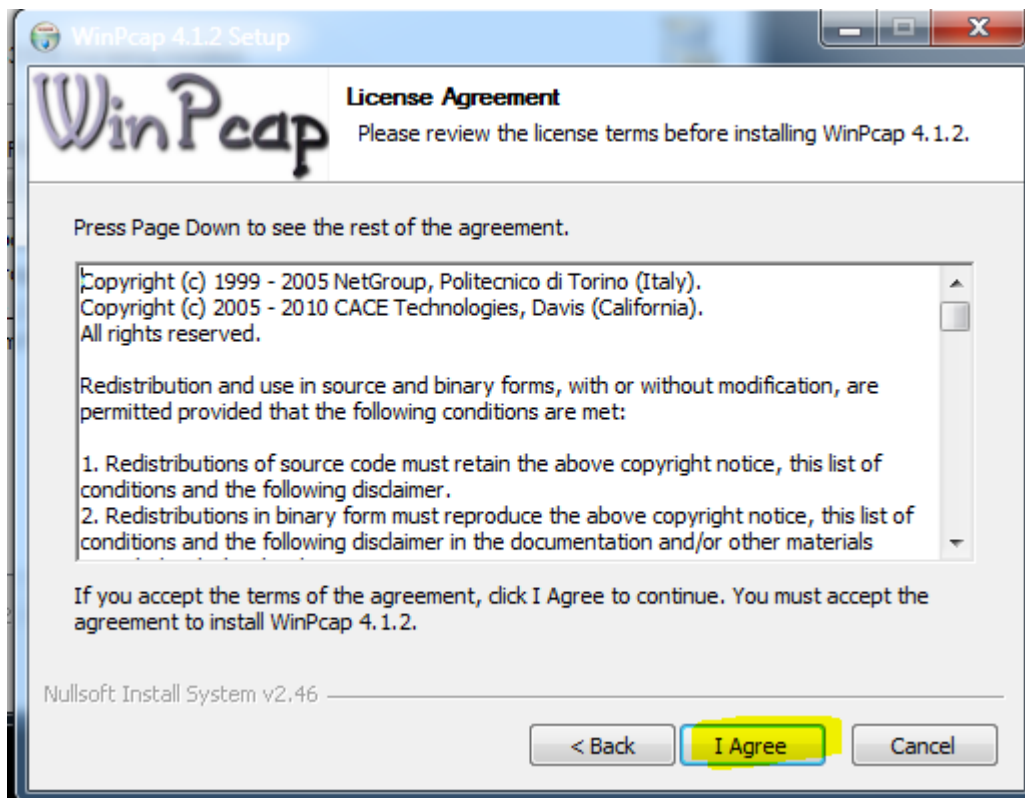 WinPcap 4.1.2 Setup
WinPcap
License Agreement
Please review the license terms before installing WinPcap 4.1.2.
Press Page Down to see the rest of the agreement.
Copyright (c) 1999 - 2005 NetGroup, Politecnico di Torino (Italy).
Copyright (c) 2005 - 2010 CACE Technologies, Davis (California).
All rights reserved.
Redistribution and use in source and binary forms, with or without modification, are
permitted provided that the following conditions are met:
1. Redistributions of source code must retain the above copyright notice, this list of
conditions and the following disclaimer.
2. Redistributions in binary form must reproduce the above copyright notice, this list of
conditions and the following disclaimer in the documentation and/or other materials
If you accept the terms of the agreement, click I Agree to continue. You must accept the
agreement to install WinPcap 4.1.2.
Nullsoft Install System v2.46
< Back
I Agree
Cancel